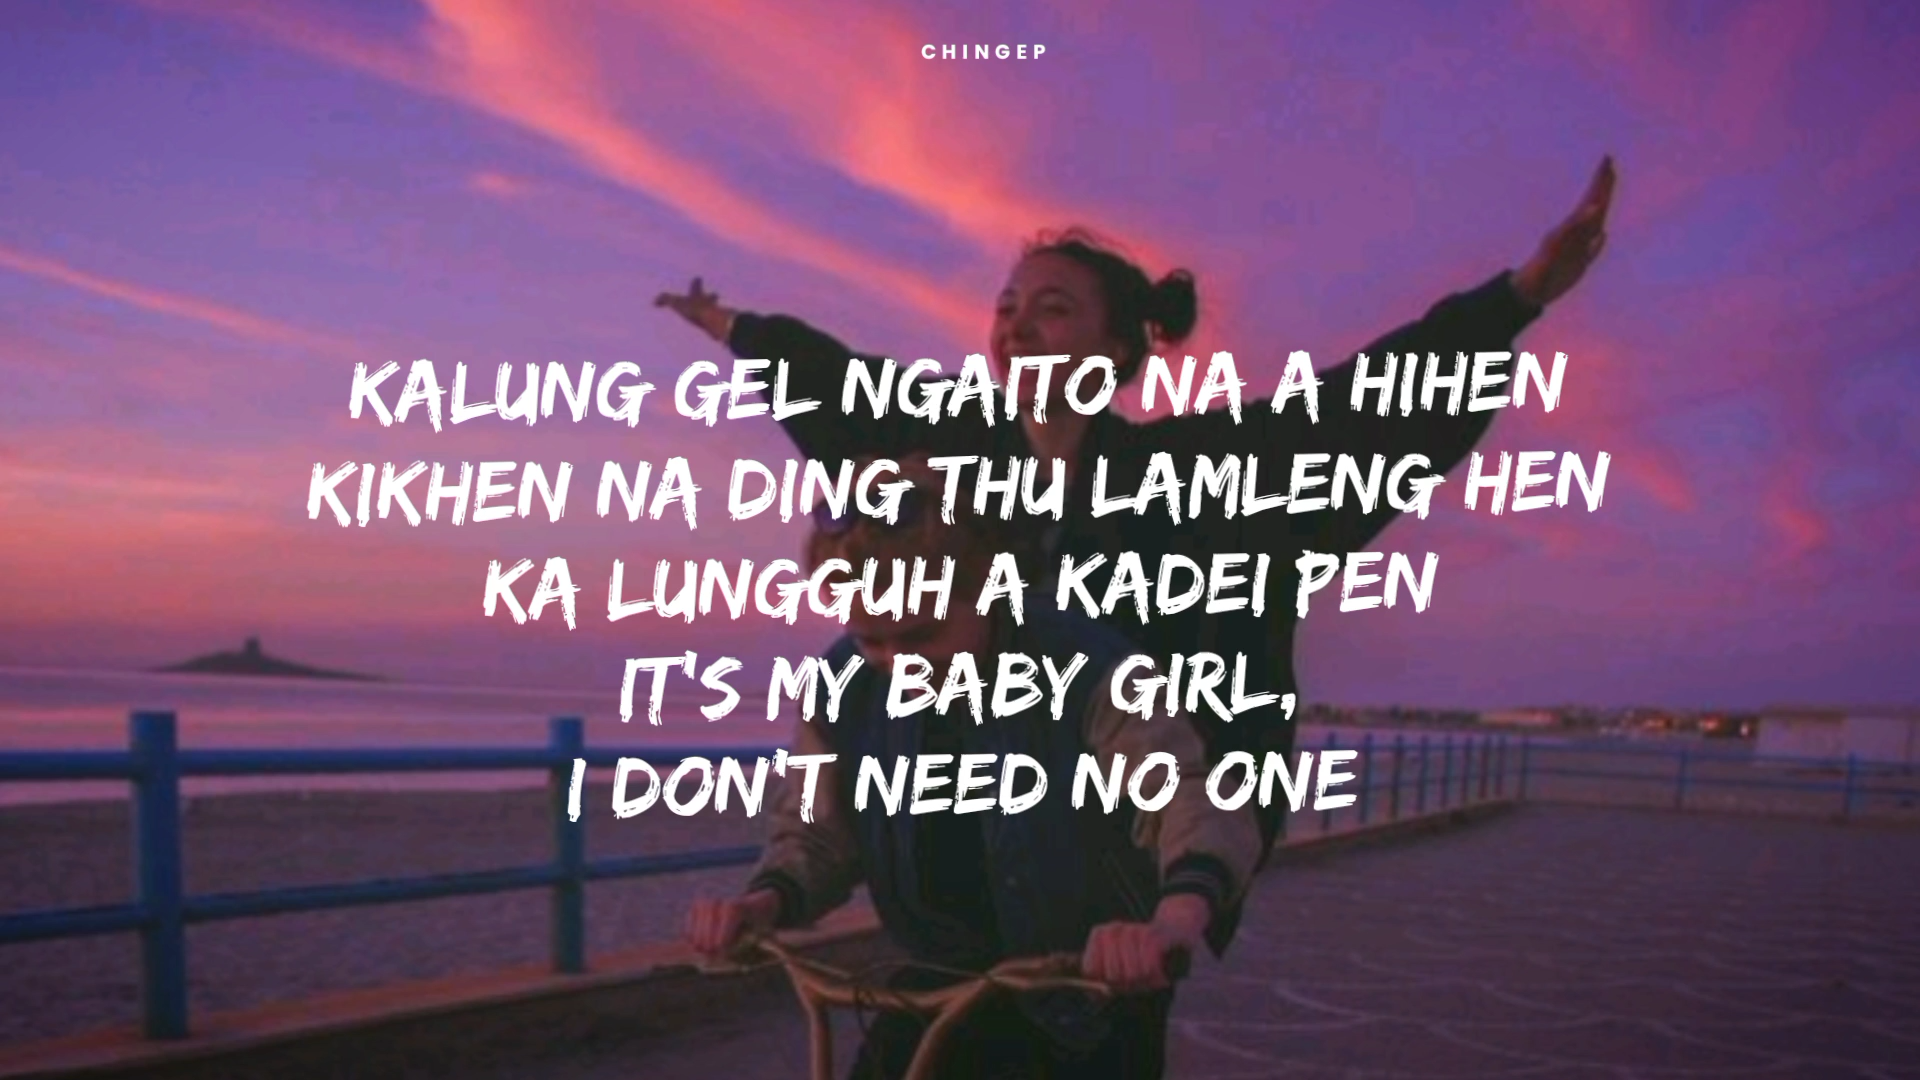 CHINGEP
KALUNG GEL NGAITO NA A HIHEN
KIKHEN NA DING THU LAMLENG HEN
KA LUNGGUH A KADEI PEN
IT'S MY BABY GIRL,
I DON'T NEED NO ONE